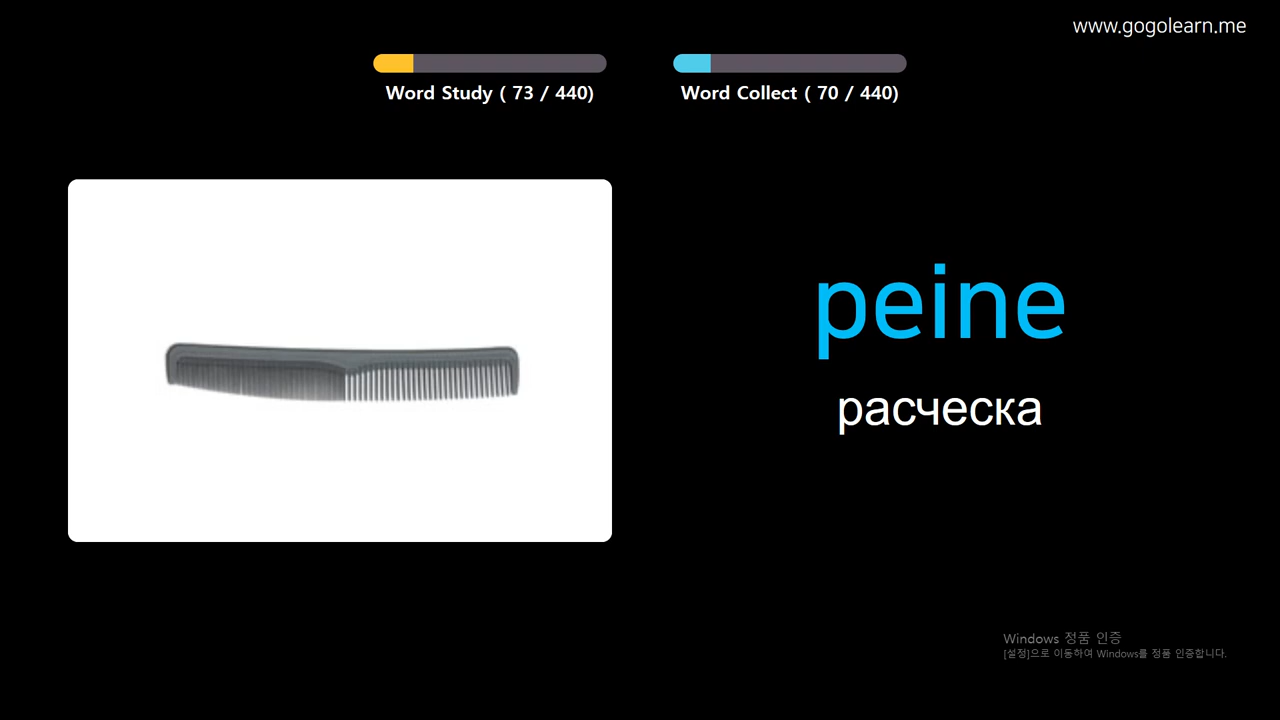 www.gogolearn.me
Word Study ( 73 / 440)
Word Collect ( 70 / 440)
peine
расческа
Windows 정품 인증
[설정]으로 이동하여 Windows를 정품 인증합니다.